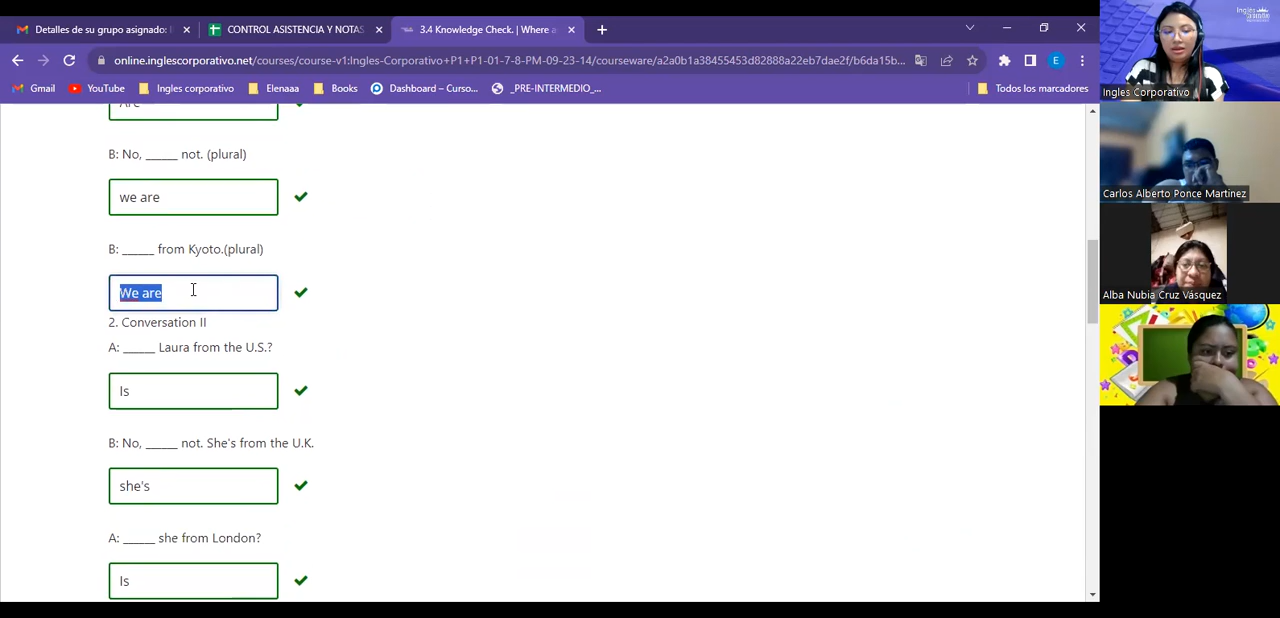 Detalles de su grupo asignado: I
CONTROL ASISTENCIA Y NOTAS
3.4 Knowledge Check. | Where a
online.inglescorporativo.net/courses/course-v1:Ingles-Corporativo+P1+P1-01-7-8-PM-09-23-14/courseware/a2a0b1a38455453d82888a22eb7dae2f/b6da15b...
E
Gmail
YouTube
Ingles corporativo
Elenaaa
Books
Dashboard – Curso...
_PRE-INTERMEDIO_...
Todos los marcadores
Are
B: No, _____ not. (plural)
we are
B: _____ from Kyoto.(plural)
We are
2. Conversation II
A: _____ Laura from the U.S.?
Is
B: No, _____ not. She's from the U.K.
she's
A: _____ she from London?
Is
Ingles
Ingles Corporativo
Carlos Alberto Ponce Martinez
Alba Nubia Cruz Vásquez